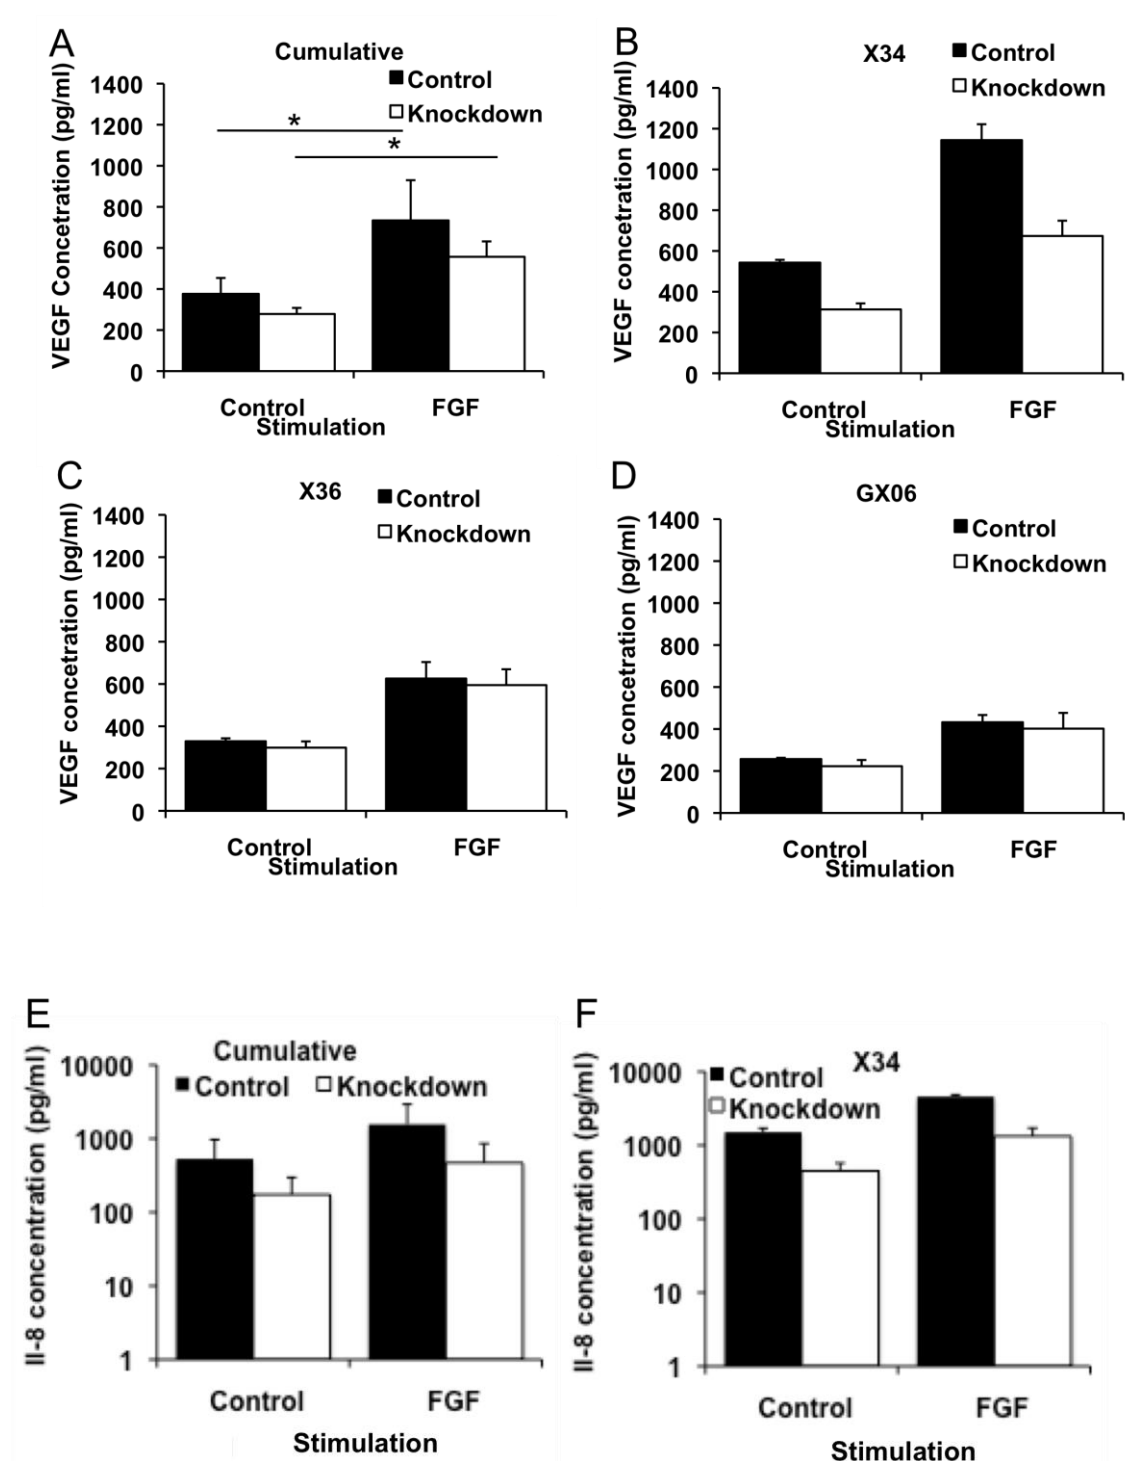 A
Cumulative
Control
Knockdown
VEGF Concetration (pg/ml)
1400
1200
1000
800
600
400
200
0
*
*
Control
FGF
Stimulation
B
X34
Control
Knockdown
VEGF concetration (pg/ml)
1400
1200
1000
800
600
400
200
0
Control
FGF
Stimulation
C
X36
Control
Knockdown
VEGF concetration (pg/ml)
1400
1200
1000
800
600
400
200
0
Control
FGF
Stimulation
D
GX06
Control
Knockdown
VEGF concetration (pg/ml)
1400
1200
1000
800
600
400
200
0
Control
FGF
Stimulation
E
Cumulative
Control Knockdown
Il-8 concentration (pg/ml)
10000
1000
100
10
1
Control
FGF
Stimulation
F
X34
Control
Knockdown
Il-8 concentration (pg/ml)
10000
1000
100
10
1
Control
FGF
Stimulation